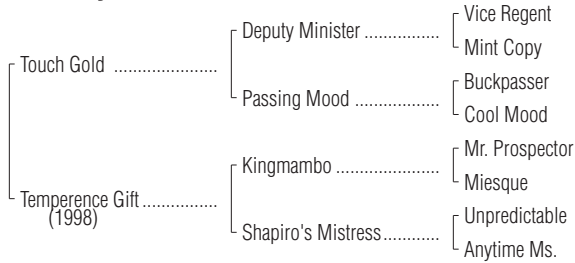 Vice Regent
Deputy Minister ................
Mint Copy
Touch Gold .....................
Buckpasser
Passing Mood .................
Cool Mood
Mr. Prospector
Kingmambo .....................
Miesque
Temperence Gift ...............
(1998)
Unpredictable
Shapiro's Mistress............
Anytime Ms.